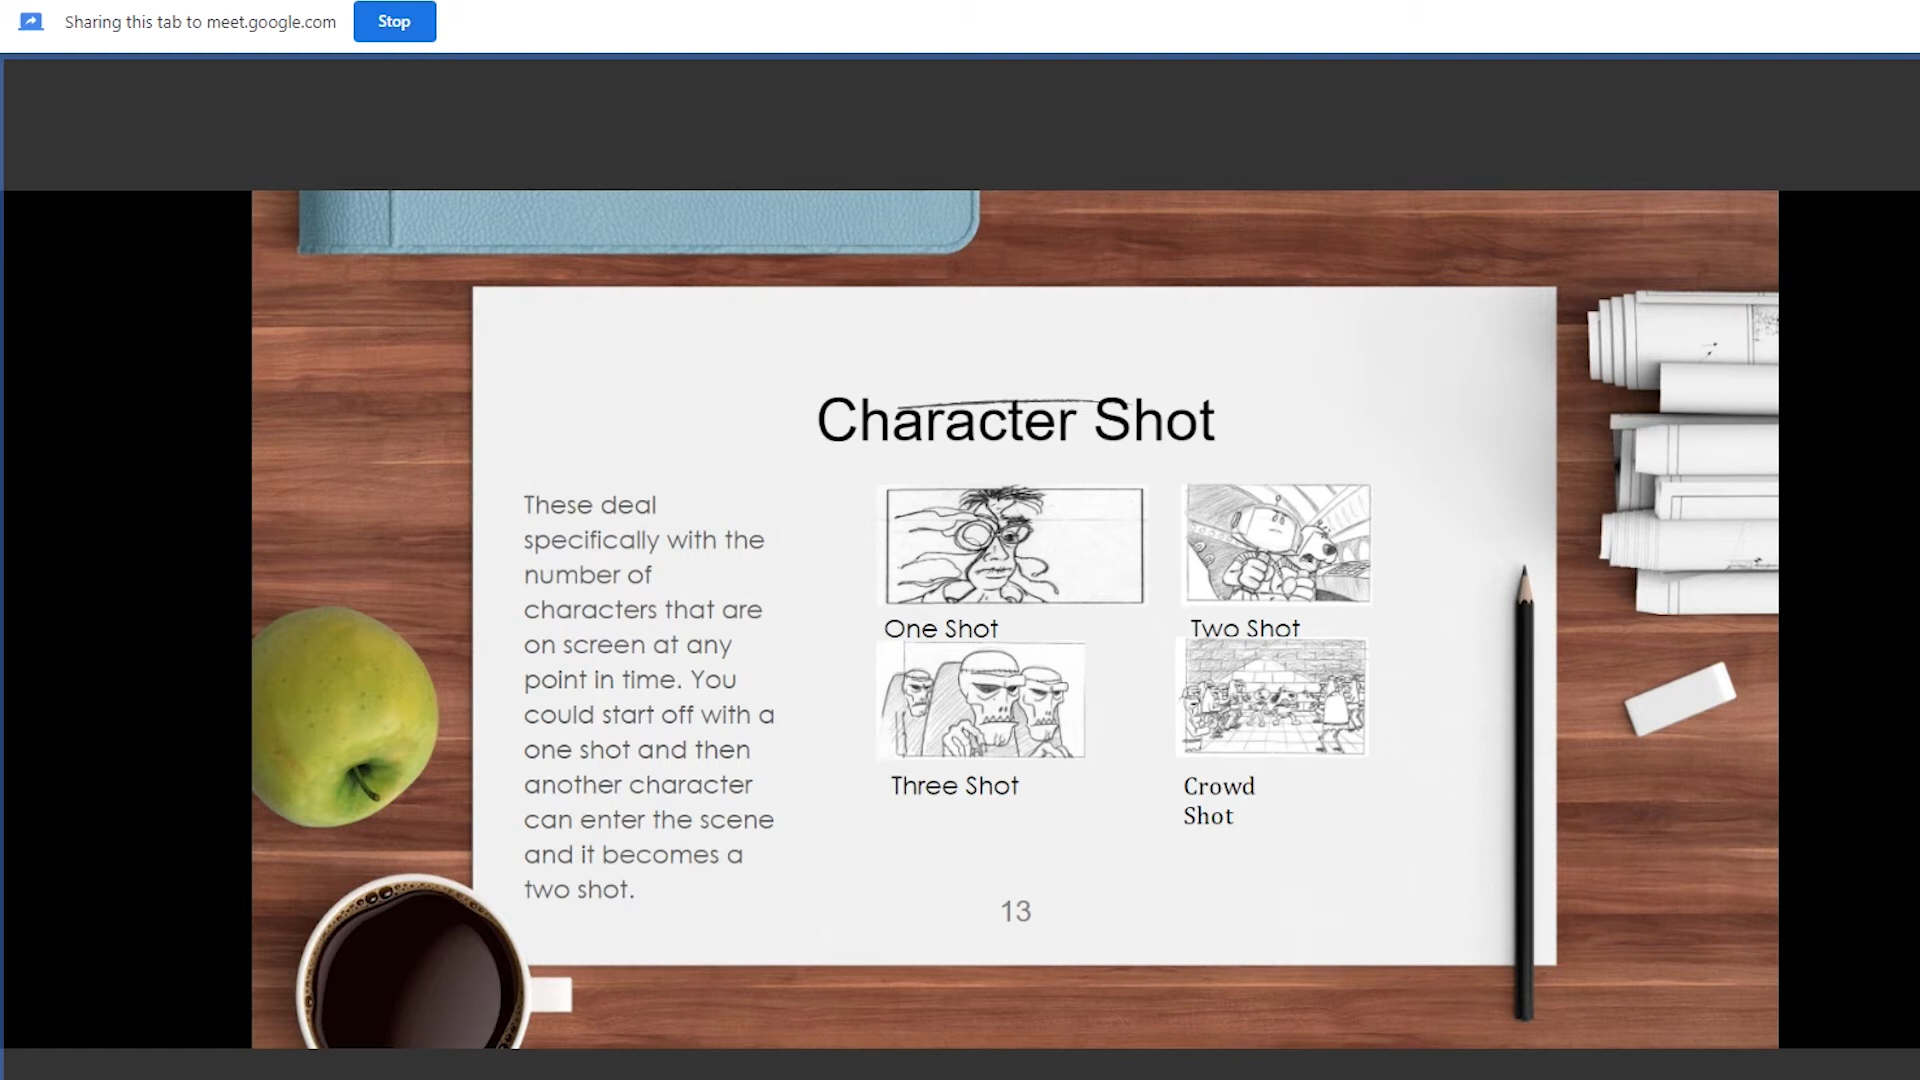 Sharing this tab to meet.google.com
Stop
Character Shot
These deal
specifically with the
number of
characters that are
on screen at any
point in time. You
could start off with a
one shot and then
another character
can enter the scene
and it becomes a
two shot.
One Shot
Two Shot
Three Shot
Crowd
Shot
13